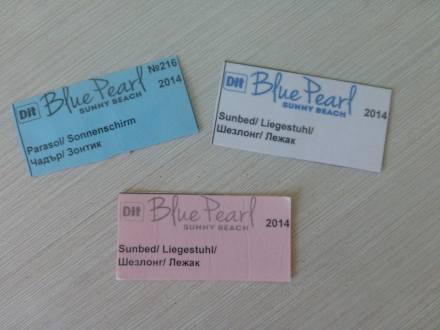 №216
Dit Blue Pearl 2014
SUNNY BEACH
Parasol/ Sonnenschirm
Чадър/ Зонтик
Dit Blue Pearl
SUNNY BEACH 2014
Sunbed/ Liegestuhl/
Шезлонг/ Лежак
Dit Blue Pearl 2014
SUNNY BEACH
Sunbed/ Liegestuhl/
Шезлонг/ Лежак